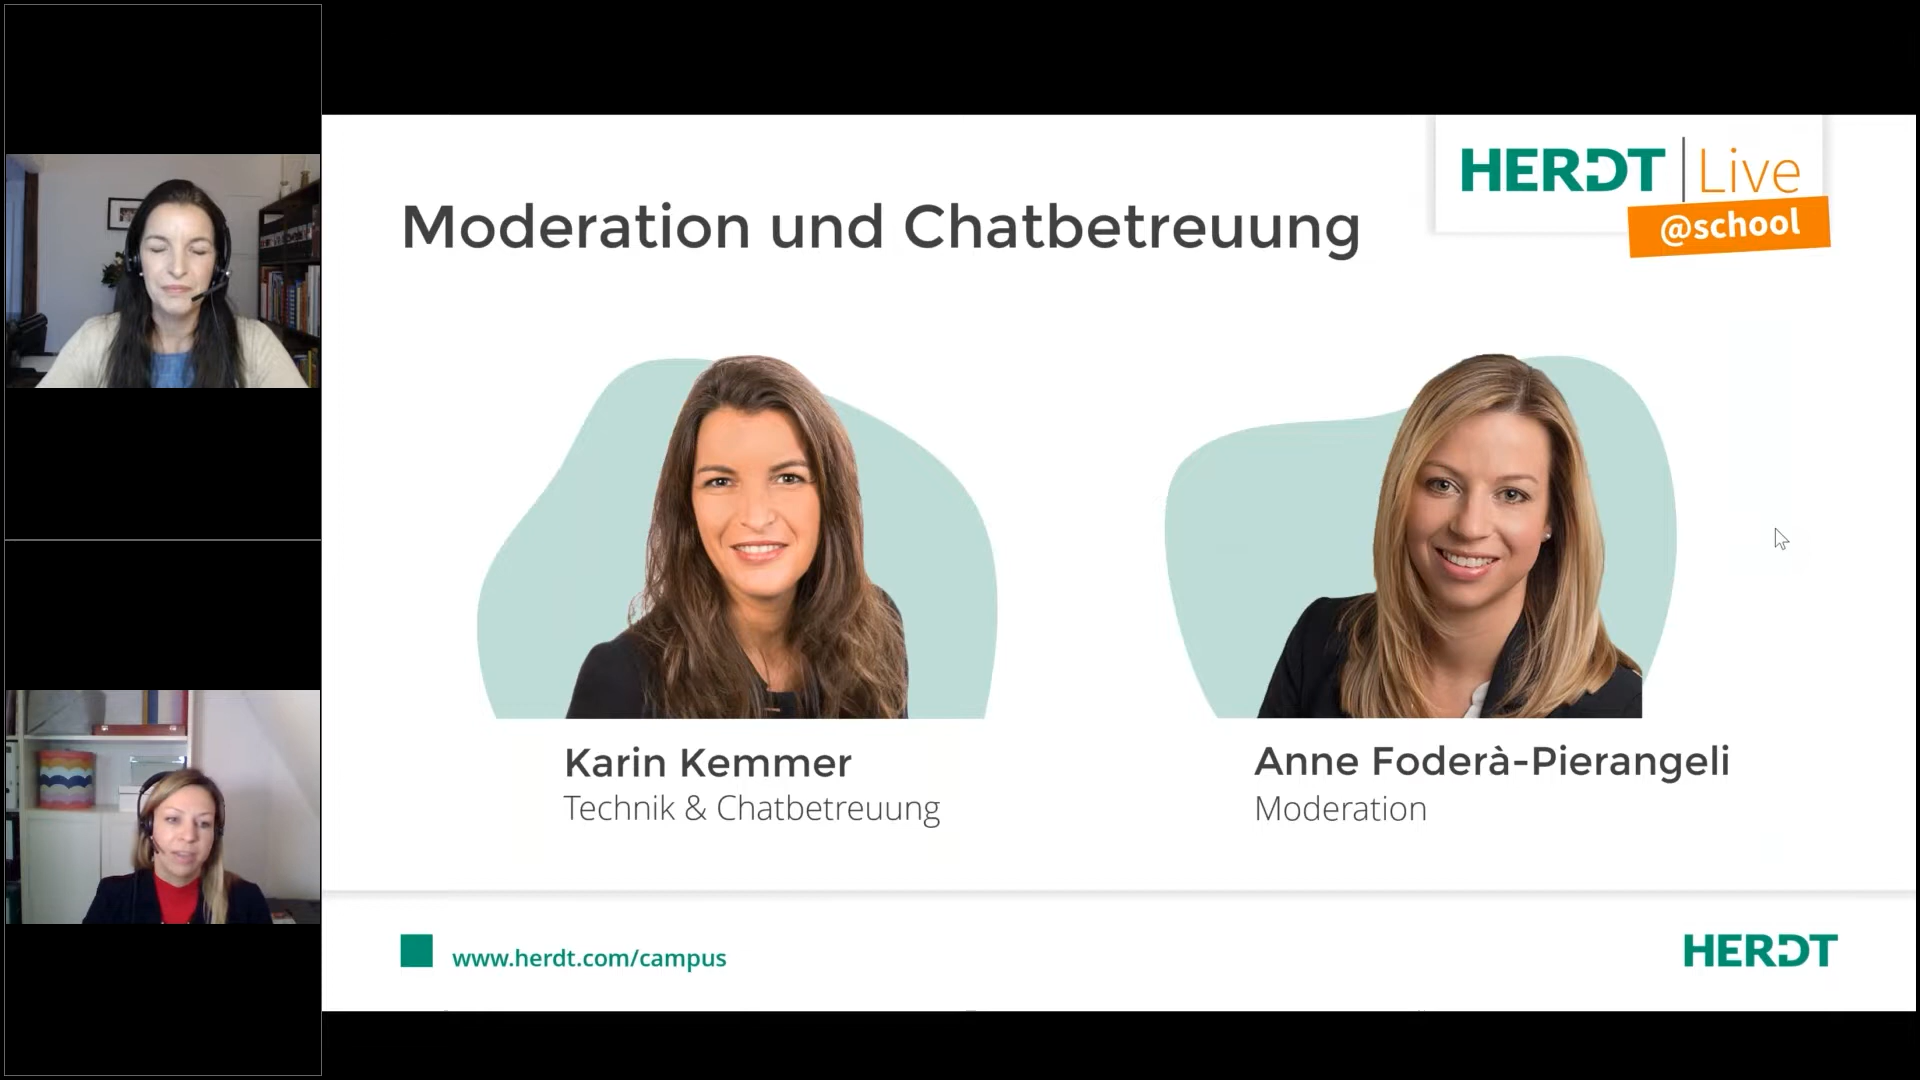 HERDT Live
@school
Moderation und Chatbetreuung
Karin Kemmer
Technik & Chatbetreuung
Anne Foderà-Pierangeli
Moderation
www.herdt.com/campus
HERDT